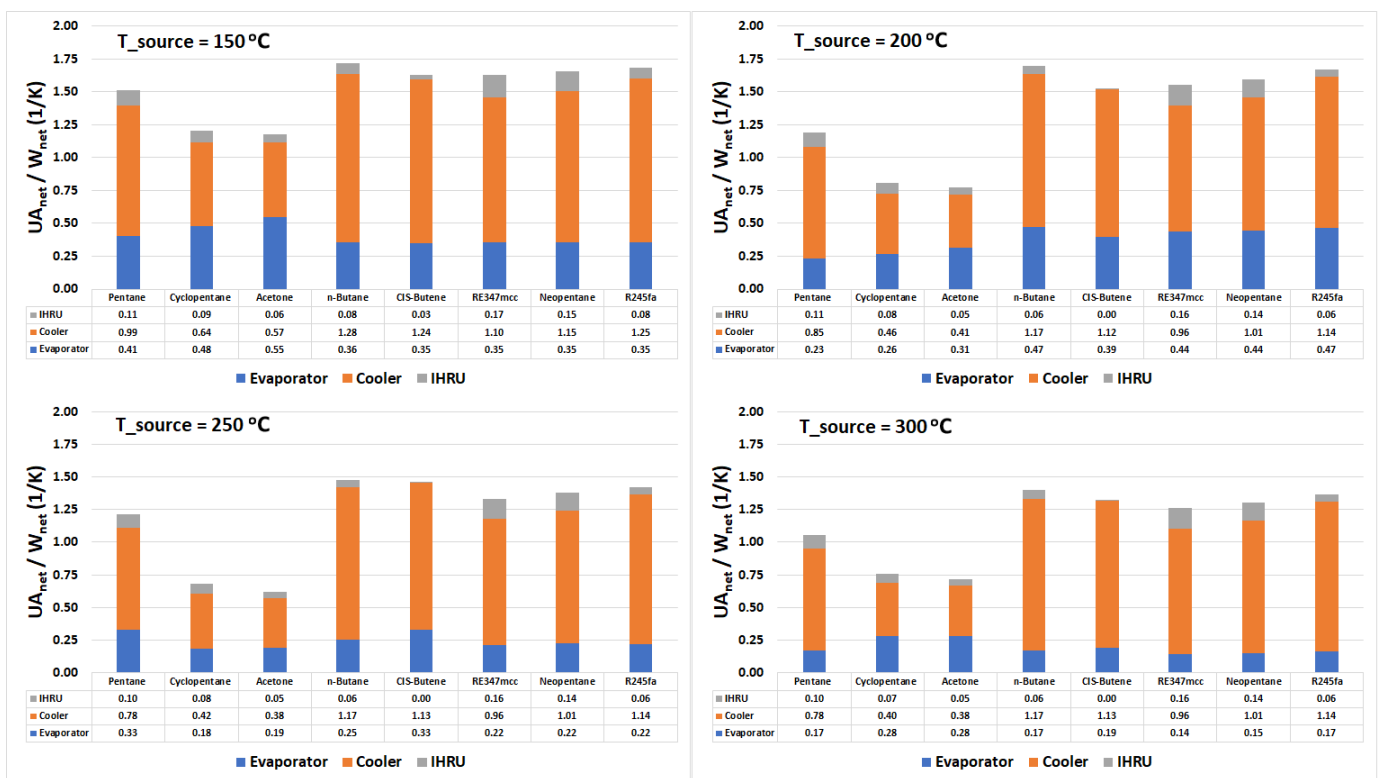 T_source = 150 °C
UA_net / W_net (1/K)
2.00
1.75
1.50
1.25
1.00
0.75
0.50
0.25
0.00
Pentane Cyclopentane Acetone n-Butane CIS-Butene RE347mcc Neopentane R245fa
IHRU 0.11 0.09 0.06 0.08 0.03 0.17 0.15 0.08
Cooler 0.99 0.64 0.57 1.28 1.24 1.10 1.15 1.25
Evaporator 0.41 0.48 0.55 0.36 0.35 0.35 0.35 0.35
Evaporator Cooler IHRU
T_source = 200 °C
UA_net / W_net (1/K)
2.00
1.75
1.50
1.25
1.00
0.75
0.50
0.25
0.00
Pentane Cyclopentane Acetone n-Butane CIS-Butene RE347mcc Neopentane R245fa
IHRU 0.11 0.08 0.05 0.06 0.00 0.16 0.14 0.06
Cooler 0.85 0.46 0.41 1.17 1.12 0.96 1.01 1.14
Evaporator 0.23 0.26 0.31 0.47 0.39 0.44 0.44 0.47
Evaporator Cooler IHRU
T_source = 250 °C
UA_net / W_net (1/K)
2.00
1.75
1.50
1.25
1.00
0.75
0.50
0.25
0.00
Pentane Cyclopentane Acetone n-Butane CIS-Butene RE347mcc Neopentane R245fa
IHRU 0.10 0.08 0.05 0.06 0.00 0.16 0.14 0.06
Cooler 0.78 0.42 0.38 1.17 1.13 0.96 1.01 1.14
Evaporator 0.33 0.18 0.19 0.25 0.33 0.22 0.22 0.22
Evaporator Cooler IHRU
T_source = 300 °C
UA_net / W_net (1/K)
2.00
1.75
1.50
1.25
1.00
0.75
0.50
0.25
0.00
Pentane Cyclopentane Acetone n-Butane CIS-Butene RE347mcc Neopentane R245fa
IHRU 0.10 0.07 0.05 0.06 0.00 0.16 0.14 0.06
Cooler 0.78 0.40 0.38 1.17 1.13 0.96 1.01 1.14
Evaporator 0.17 0.28 0.28 0.17 0.19 0.14 0.15 0.17
Evaporator Cooler IHRU